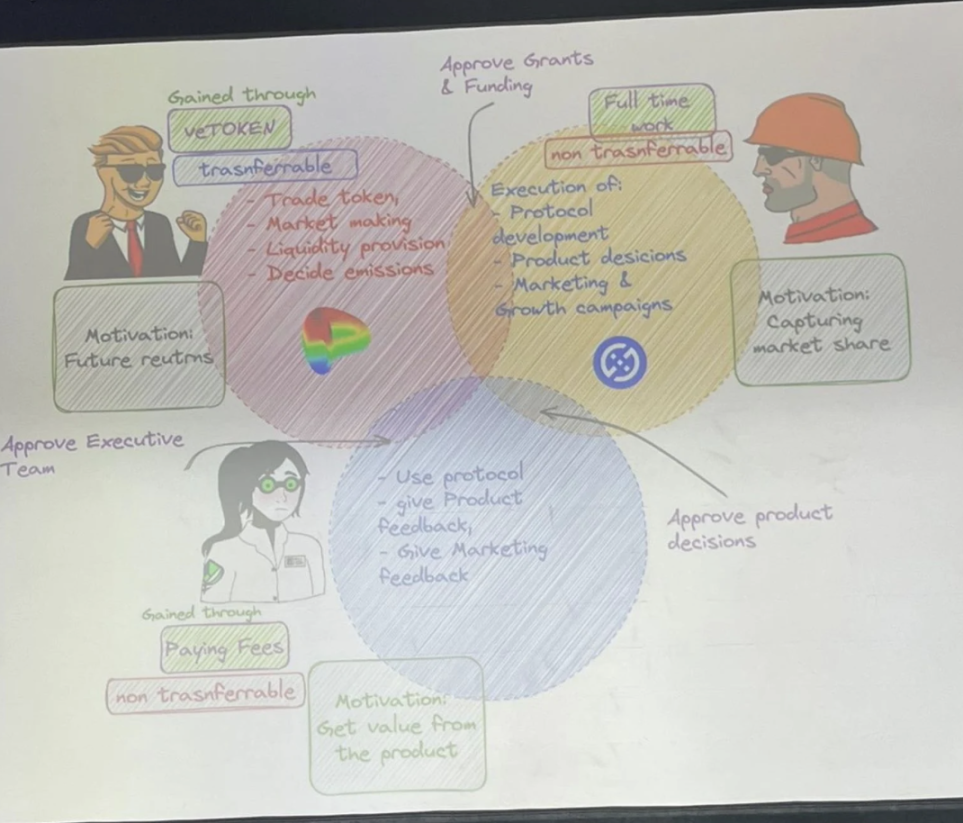 Approve Grants
& Funding
Gained through
veTOKEN
trasnferrable
- Trade token,
- Market making
- Liquidity provision
- Decide emissions
Motivation:
Future reutrns
Full time
work
non trasnferrable
Execution of:
- Protocol
development
- Product desicions
- Marketing &
Growth campaigns
Motivation:
Capturing
market share
Approve Executive
Team
- Use protocol
- give Product
feedback,
- Give Marketing
feedback
Approve product
decisions
Gained through
Paying Fees
non trasnferrable
Motivation:
Get value from
the product